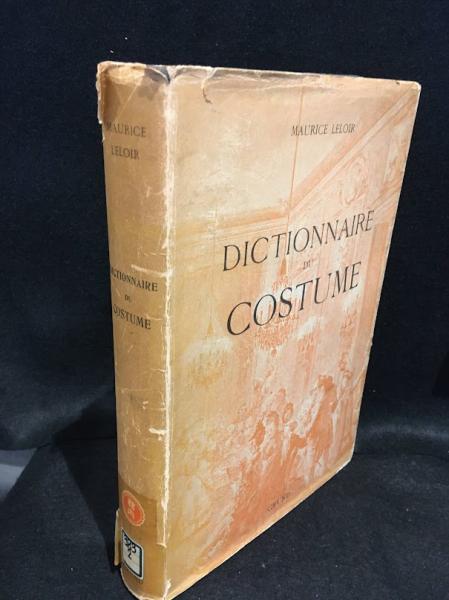 MAURICE
LELOIR
DICTIONNAIRE
DU
COSTUME
MAURICE LELOIR
DICTIONNAIRE
DU
COSTUME